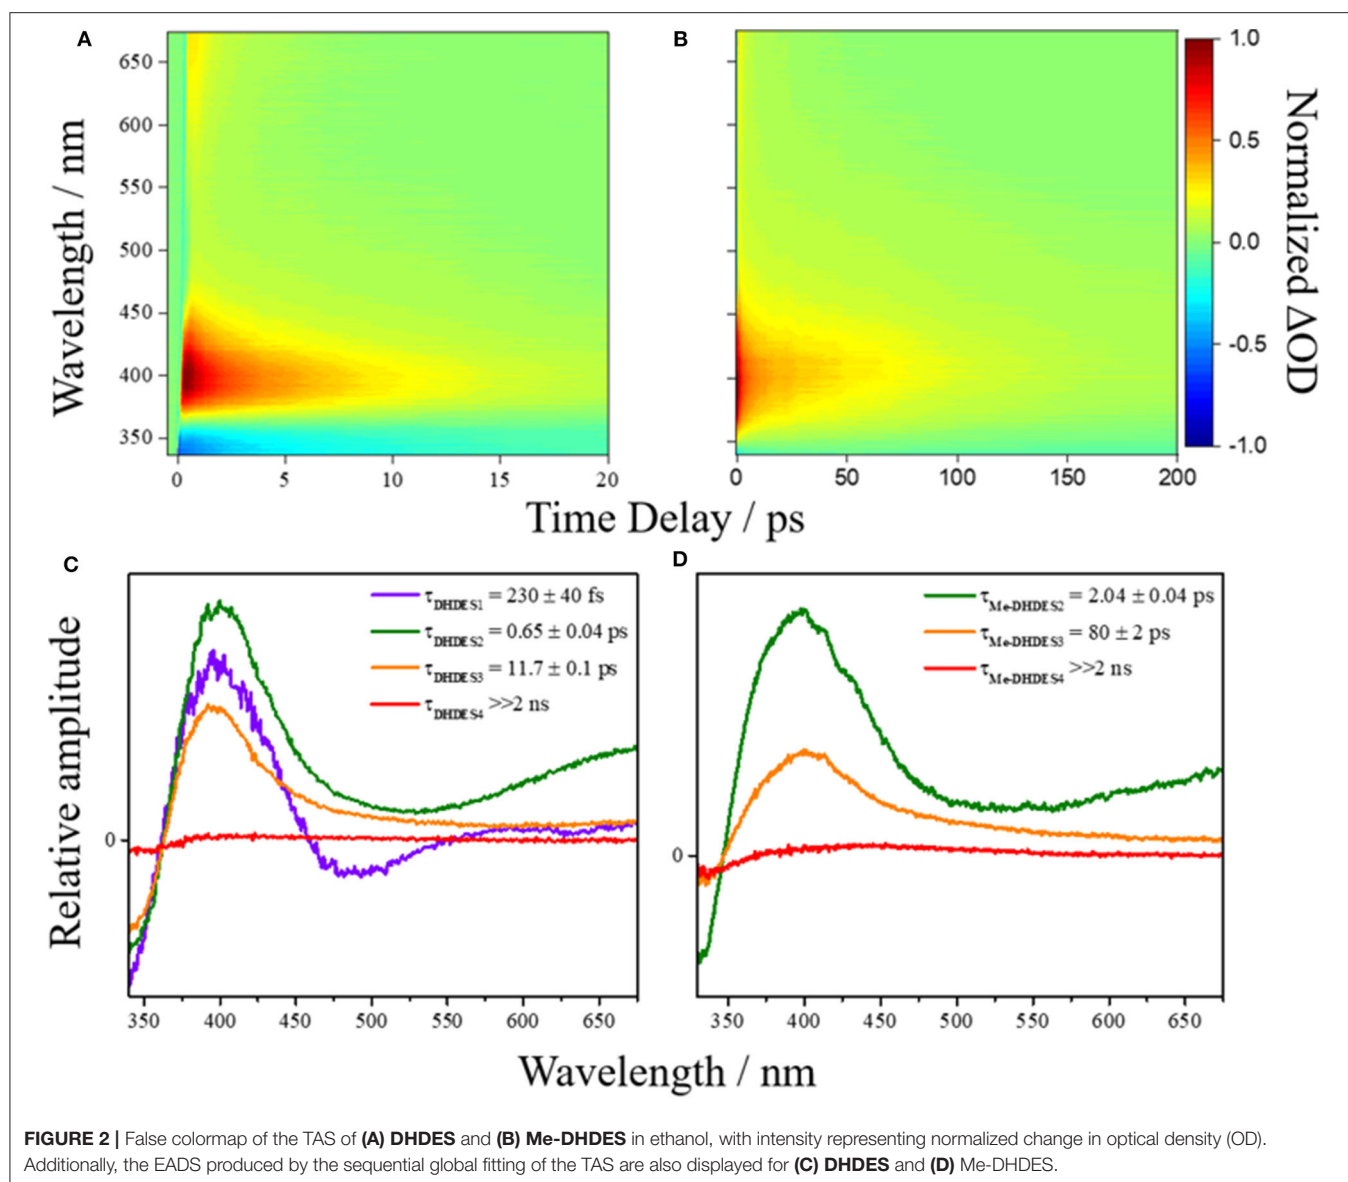 A
B
650
600
550
500
450
400
350
0 5 10 15 20
0 50 100 150 200
1.0
0.5
0.0
-0.5
-1.0
Wavelength / nm
Normalized ΔOD
Time Delay / ps
C
D
τDHDES1 = 230 ± 40 fs
τDHDES2 = 0.65 ± 0.04 ps
τDHDES3 = 11.7 ± 0.1 ps
τDHDES4 >>2 ns
τMe-DHDES2 = 2.04 ± 0.04 ps
τMe-DHDES3 = 80 ± 2 ps
τMe-DHDES4 >>2 ns
Relative amplitude
0
0
350 400 450 500 550 600 650
350 400 450 500 550 600 650
Wavelength / nm
FIGURE 2 | False colormap of the TAS of (A) DHDES and (B) Me-DHDES in ethanol, with intensity representing normalized change in optical density (OD).
Additionally, the EADS produced by the sequential global fitting of the TAS are also displayed for (C) DHDES and (D) Me-DHDES.